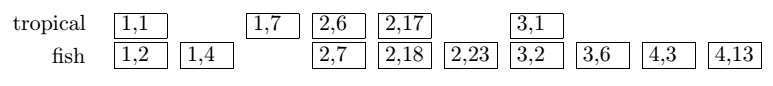 tropical 1,1 1,7 2,6 2,17 3,1
fish 1,2 1,4 2,7 2,18 2,23 3,2 3,6 4,3 4,13